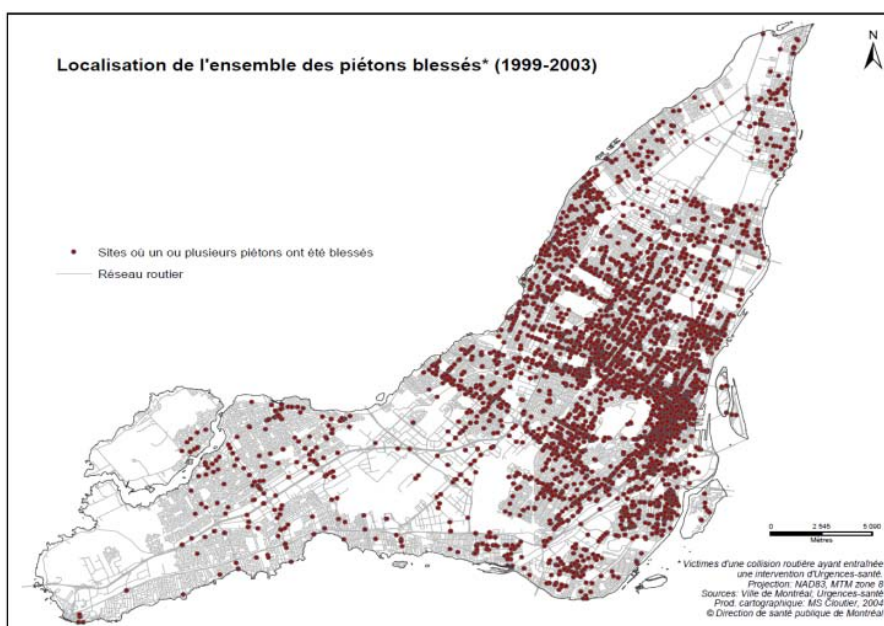 Localisation de l'ensemble des piétons blessés* (1999-2003)
N
Sites où un ou plusieurs piétons ont été blessés
Réseau routier
0 2 545 5 090
Mètres
* Victimes d'une collision routière ayant entraînée
une intervention d'Urgences-santé.
Projection: NAD83, MTM zone 8
Sources: Ville de Montréal, Urgences-santé
Prod. cartographique: MS Cloutier, 2004
© Direction de santé publique de Montréal